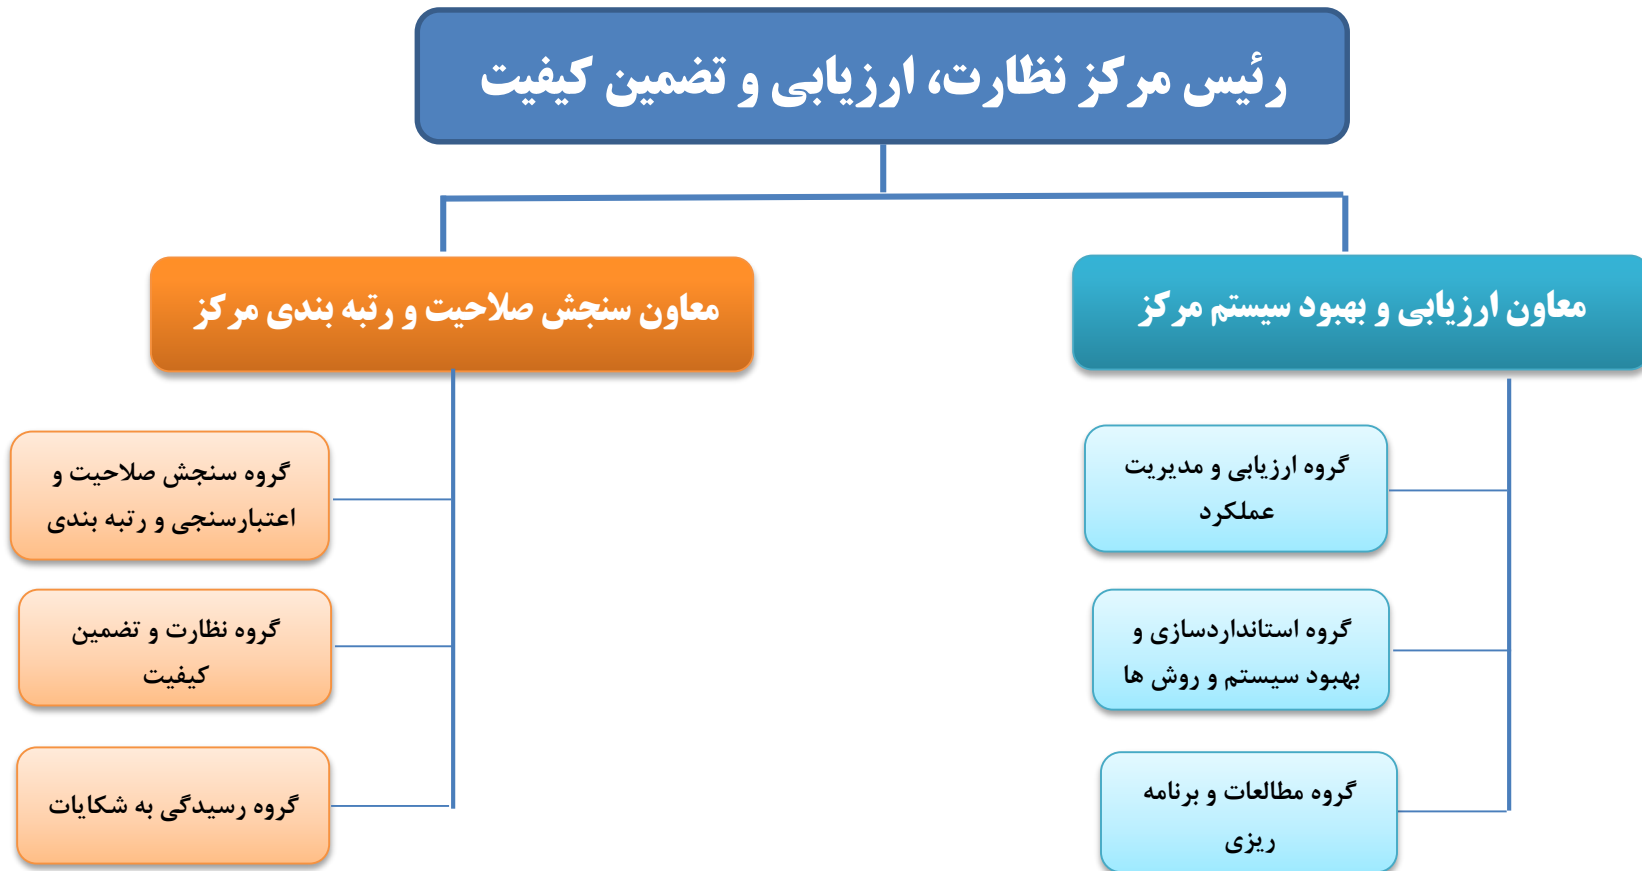 رئیس مرکز نظارت، ارزیابی و تضمین کیفیت
معاون ارزیابی و بهبود سیستم مرکز
گروه ارزیابی و مدیریت
عملکرد
گروه استانداردسازی و
بهبود سیستم و روش ها
گروه مطالعات و برنامه
ریزی
معاون سنجش صلاحیت و رتبه بندی مرکز
گروه سنجش صلاحیت و
اعتبارسنجی و رتبه بندی
گروه نظارت و تضمین
کیفیت
گروه رسیدگی به شکایات